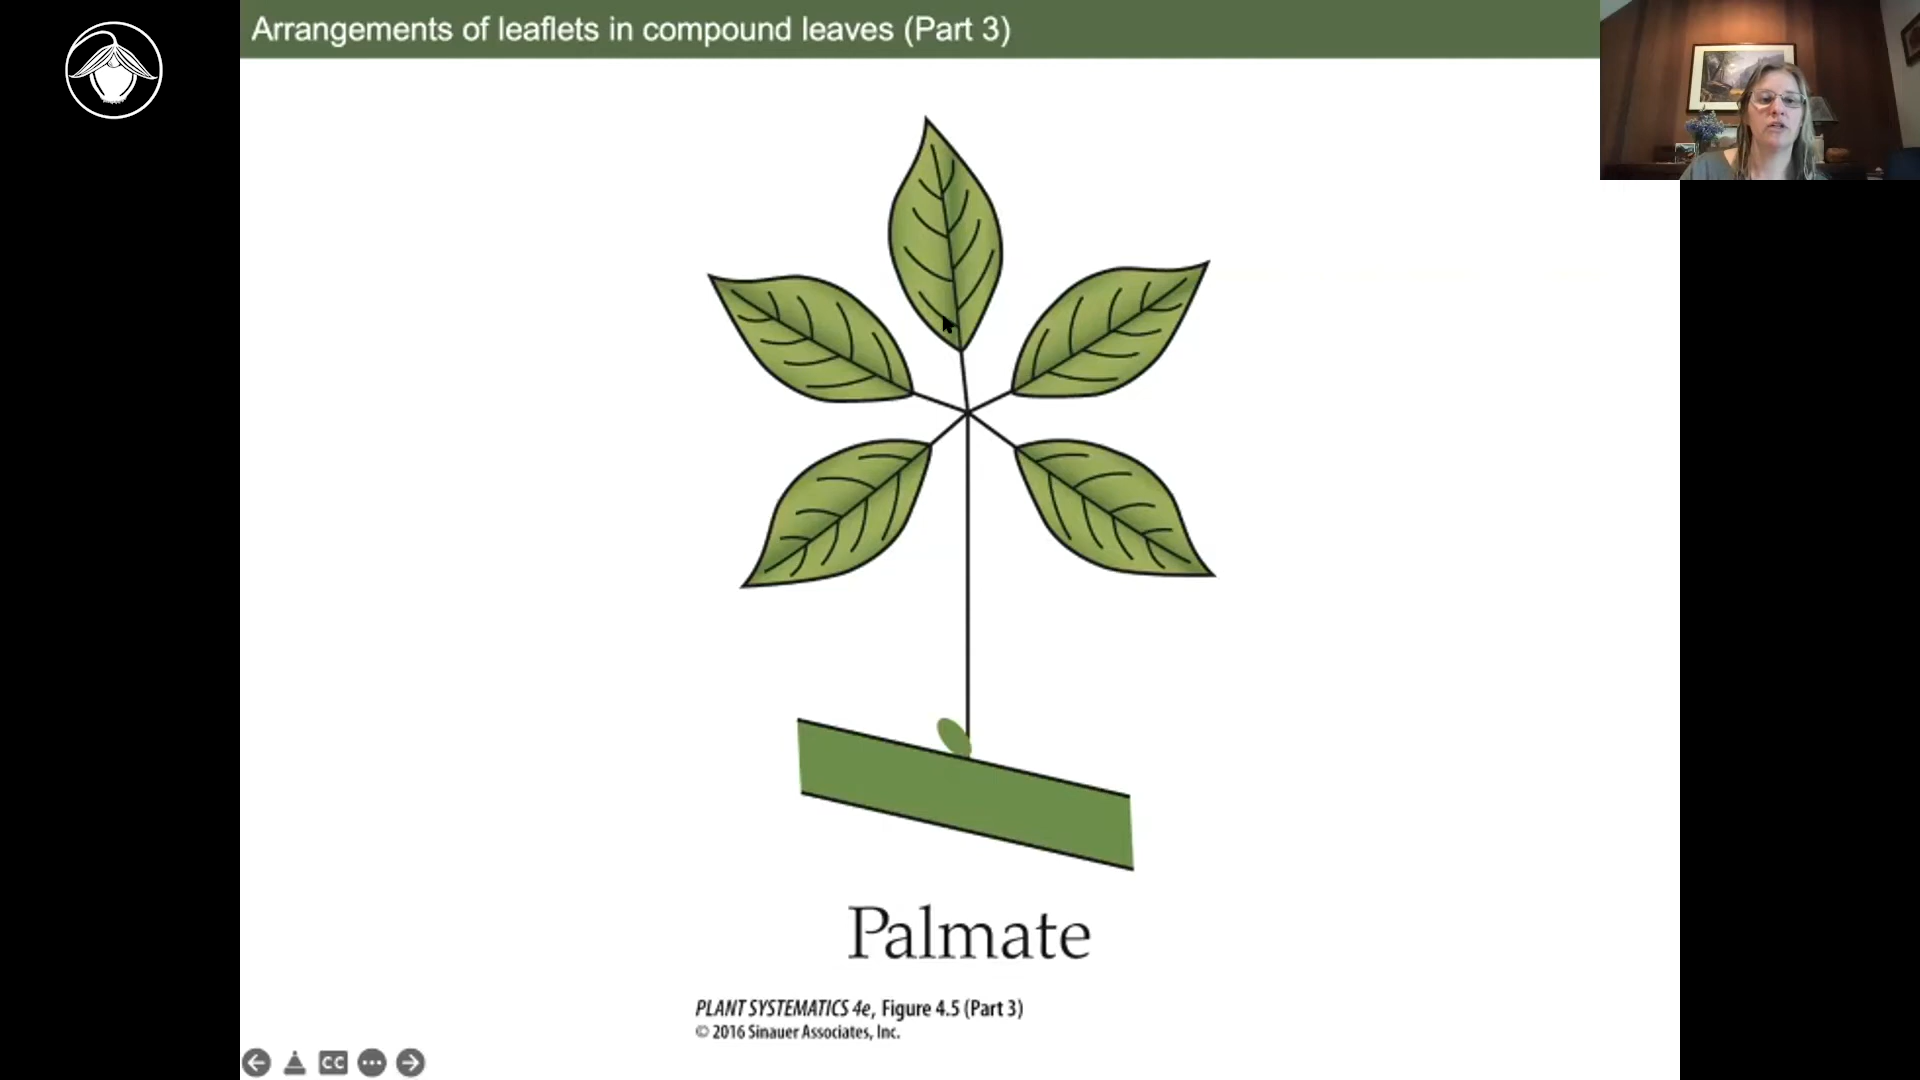 Arrangements of leaflets in compound leaves (Part 3)
Palmate
PLANT SYSTEMATICS 4e, Figure 4.5 (Part 3)
© 2016 Sinauer Associates, Inc.
CC